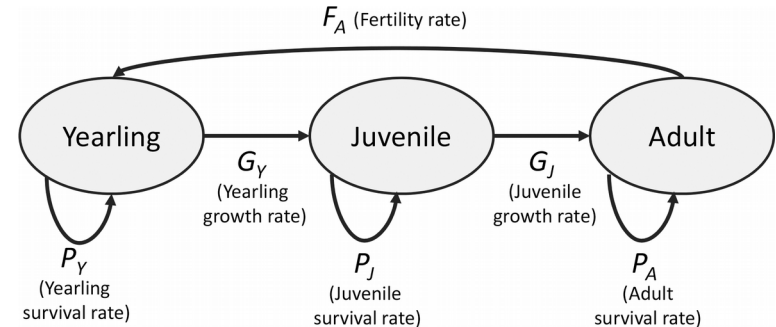 F_A (Fertility rate)
Yearling
Juvenile
Adult
G_Y
(Yearling
growth rate)
G_J
(Juvenile
growth rate)
P_Y
(Yearling
survival rate)
P_J
(Juvenile
survival rate)
P_A
(Adult
survival rate)